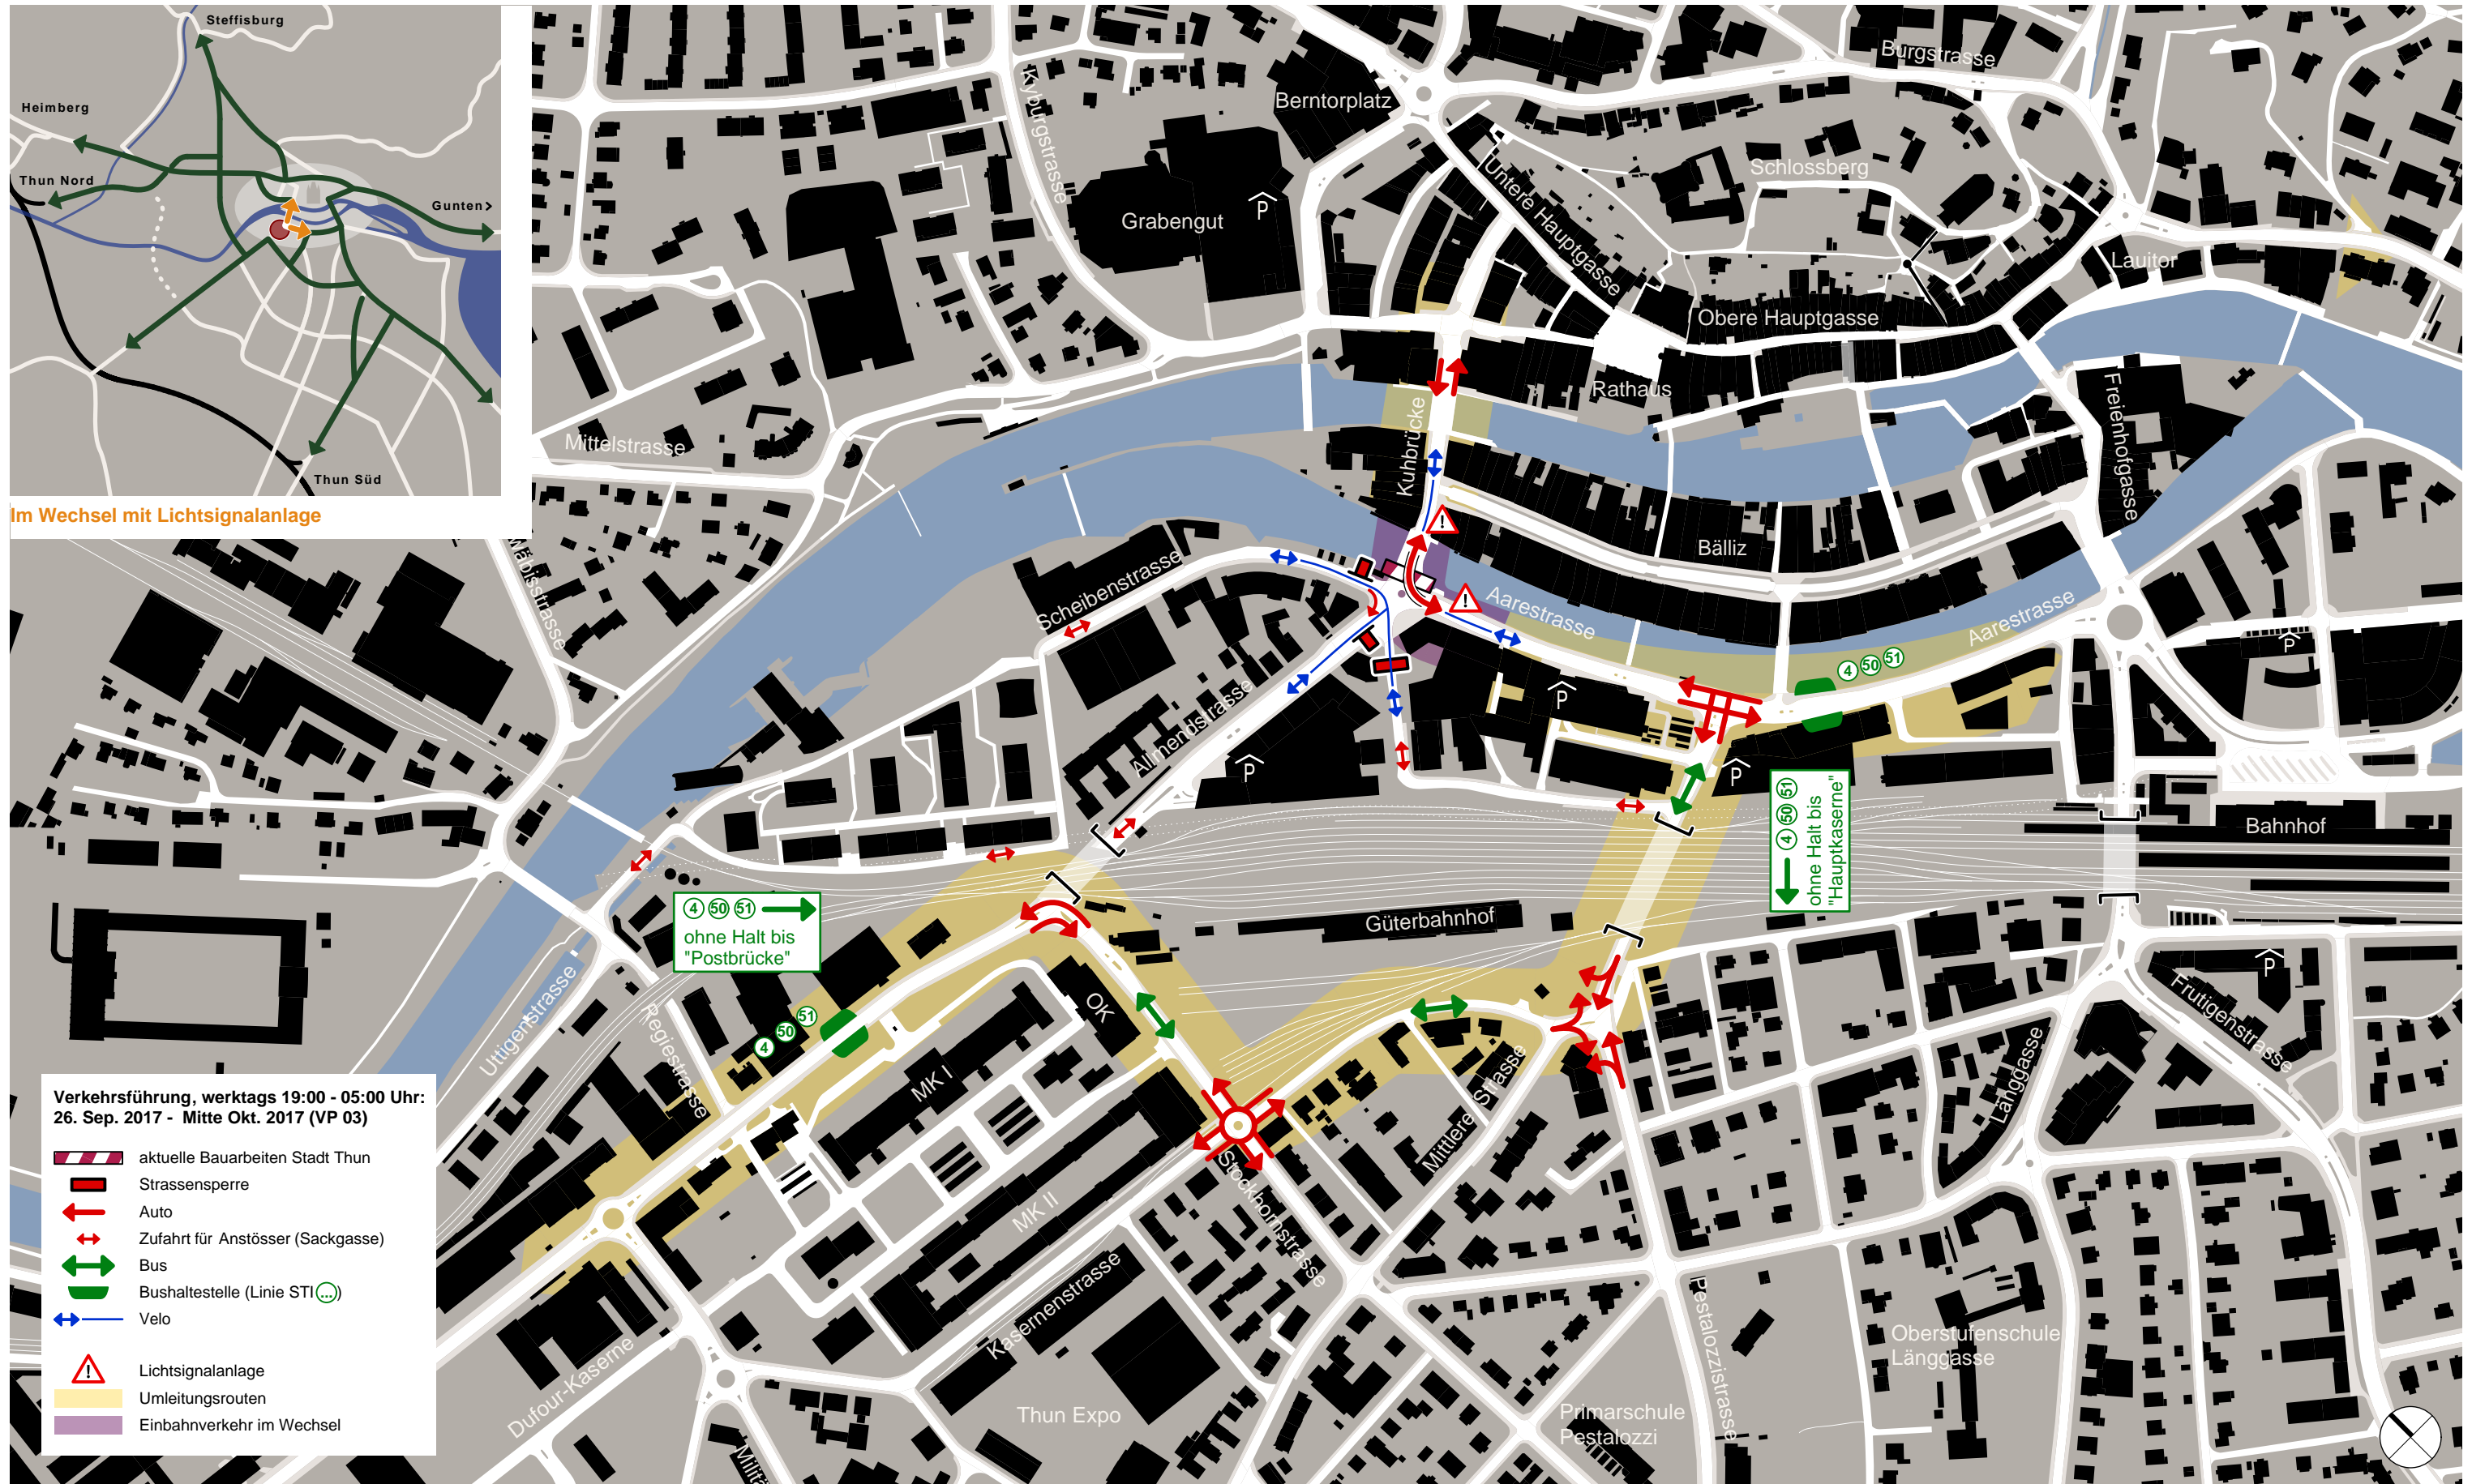 Steffisburg
Heimberg
Thun Nord
Gunten
Thun Süd
Im Wechsel mit Lichtsignalanlage
Burgstrasse
Berntorplatz
Kyburgstrasse
Schlossberg
Untere Hauptgasse
Grabengut
P
Lauitor
Obere Hauptgasse
Rathaus
Freienhofgasse
Kuhbrücke
Mittelstrasse
Bälliz
Scheibenstrasse
Aarestrasse
Aarestrasse
4 50 51
P
P
Allmendstrasse
P
P
4 50 51
ohne Halt bis
"Hauptkaserne"
Bahnhof
4 50 51
ohne Halt bis
"Postbrücke"
Güterbahnhof
P
OK
Frutigenstrasse
Uttigenstrasse
Regiestrasse
4 50 51
MK I
Länggasse
Mittlere Strasse
Stockhornstrasse
MK II
Kasernenstrasse
Pestalozzistrasse
Oberstufenschule
Länggasse
Dufour-Kaserne
Thun Expo
Primarschule
Pestalozzi
Verkehrsführung, werktags 19:00 - 05:00 Uhr:
26. Sep. 2017 - Mitte Okt. 2017 (VP 03)
aktuelle Bauarbeiten Stadt Thun
Strassensperre
Auto
Zufahrt für Anstösser (Sackgasse)
Bus
Bushaltestelle (Linie STI ...)
Velo
! Lichtsignalanlage
Umleitungsrouten
Einbahnverkehr im Wechsel